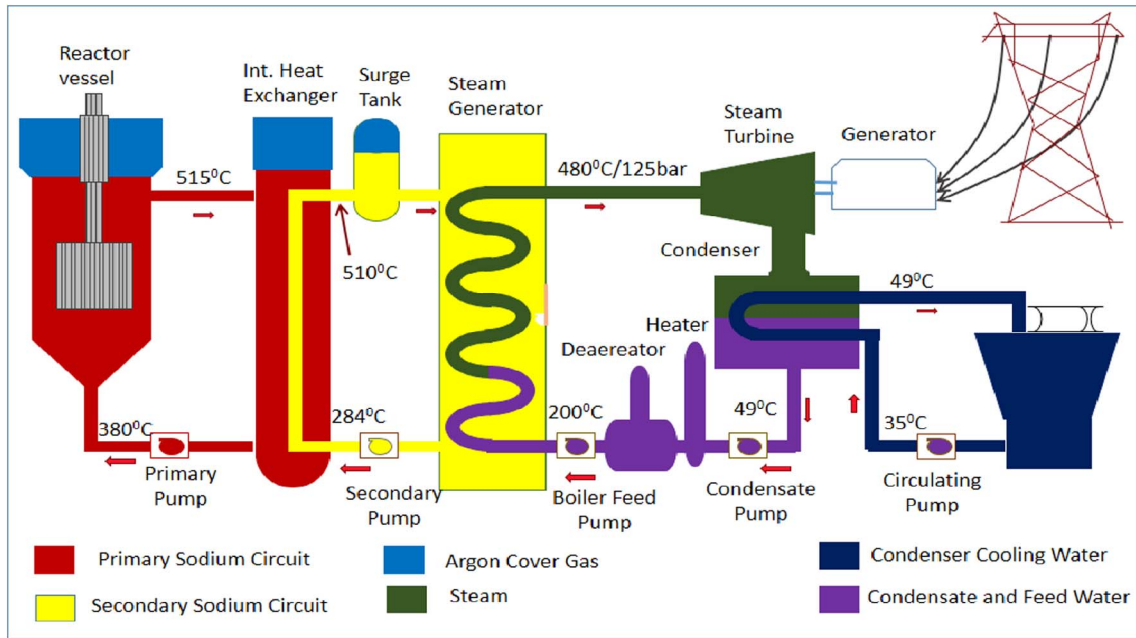 Reactor
vessel
Int. Heat
Exchanger
Surge
Tank
Steam
Generator
Steam
Turbine
Generator
515⁰C
480⁰C/125bar
510⁰C
Condenser
49⁰C
Heater
Deaereator
380⁰C
284⁰C
200⁰C
49⁰C
35⁰C
Primary
Pump
Secondary
Pump
Boiler Feed
Pump
Condensate
Pump
Circulating
Pump
Primary Sodium Circuit
Argon Cover Gas
Condenser Cooling Water
Secondary Sodium Circuit
Steam
Condensate and Feed Water